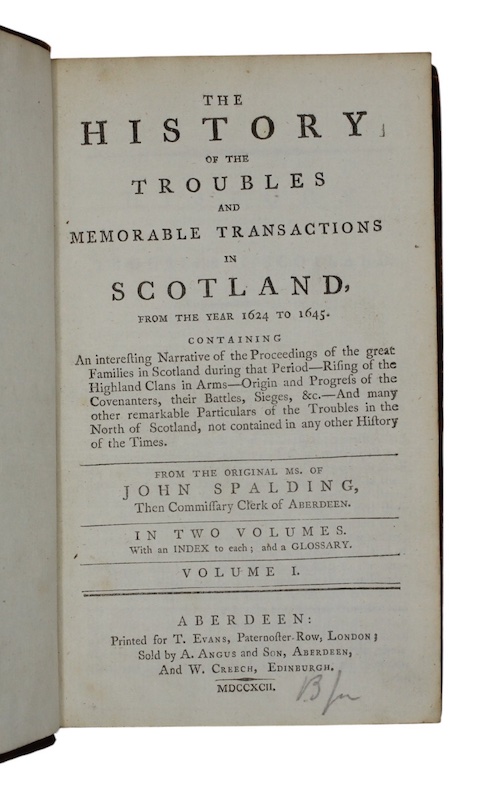 THE
HISTORY
OF THE
TROUBLES
AND
MEMORABLE TRANSACTIONS
IN
SCOTLAND,
FROM THE YEAR 1624 TO 1645.
CONTAINING
An intereſting Narrative of the Proceedings of the great
Families in Scotland during that Period—Riſing of the
Highland Clans in Arms—Origin and Progreſs of the
Covenanters, their Battles, Sieges, &c.—And many
other remarkable Particulars of the Troubles in the
North of Scotland, not contained in any other Hiſtory
of the Times.
FROM THE ORIGINAL MS. OF
JOHN SPALDING,
Then Commiſſary Clerk of ABERDEEN.
IN TWO VOLUMES.
With an INDEX to each; and a GLOSSARY.
VOLUME I.
ABERDEEN:
Printed for T. EVANS, Paternoſter-Row, LONDON;
Sold by A. ANGUS and SON, ABERDEEN,
And W. CREECH, EDINBURGH.
MDCCXCII.